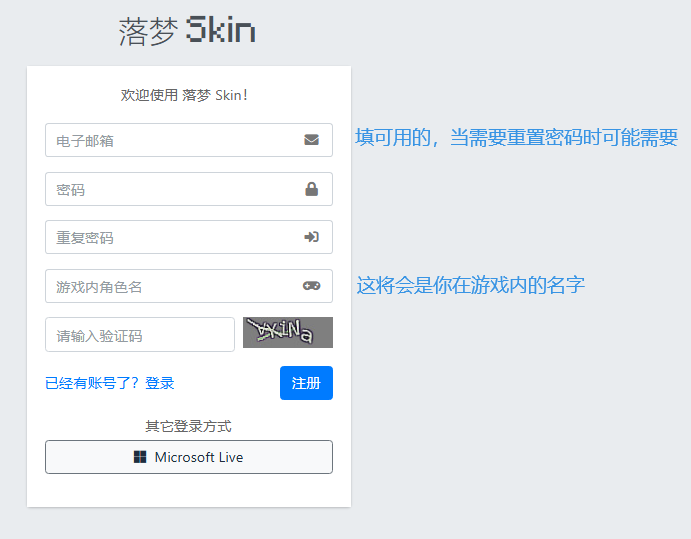 落梦 Skin
欢迎使用 落梦 Skin!
电子邮箱
填可用的，当需要重置密码时可能需要
密码
重复密码
游戏内角色名
这将会是你在游戏内的名字
请输入验证码
已经有账号了？登录
注册
其它登录方式
Microsoft Live